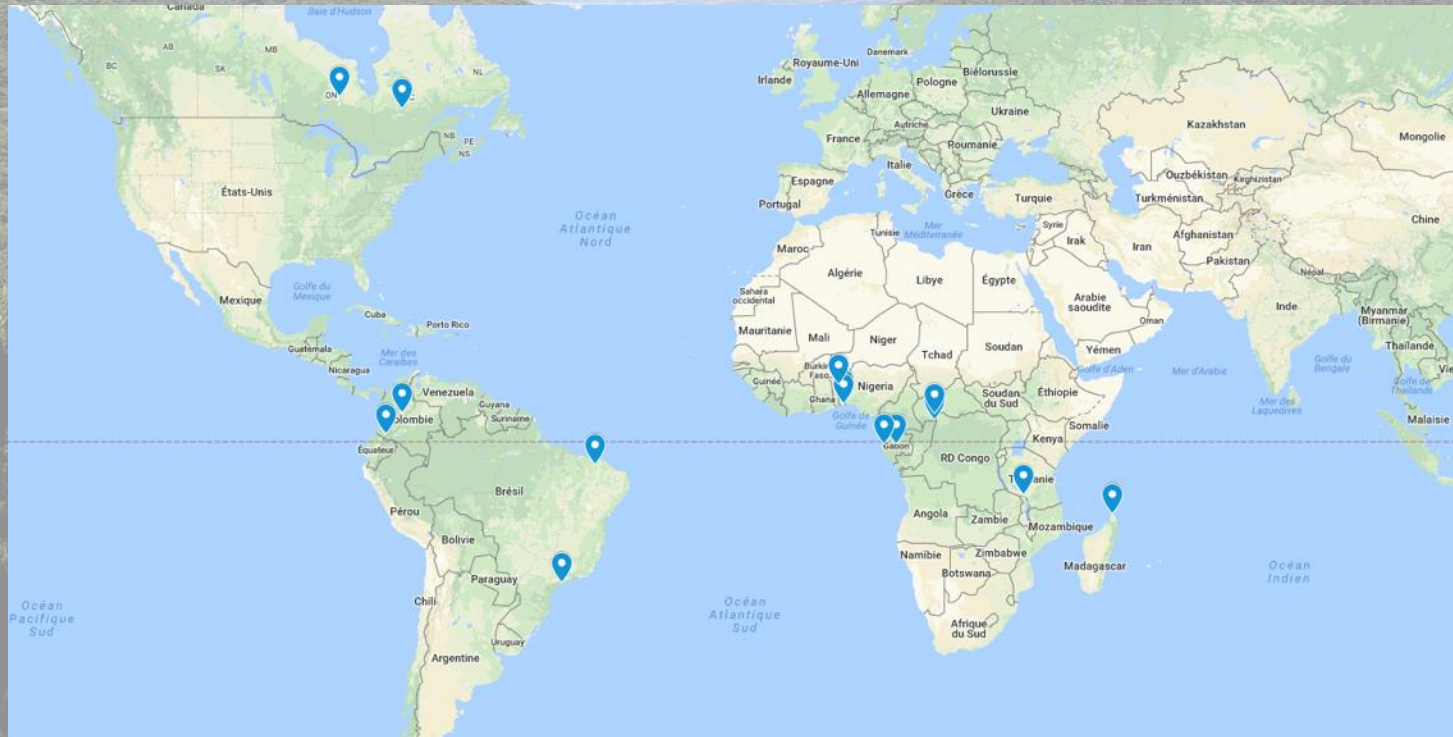 Canada
Baie d'Hudson
AB
SK
MB
BC
ON
NL
NB
PE
NS
États-Unis
Golfe du
Mexique
Mexique
Cuba
Porto Rico
Guatemala
Mer des
Caraïbes
Nicaragua
Venezuela
Guyana
Suriname
Colombie
Équateur
Pérou
Brésil
Bolivie
Paraguay
Chili
Uruguay
Argentine
Océan
Pacifique
Sud
Océan
Atlantique
Nord
Océan
Atlantique
Sud
Royaume-Uni
Irlande
Danemark
Biélorussie
Pologne
Allemagne
Ukraine
Autriche
France
Roumanie
Italie
Espagne
Portugal
Grèce
Turquie
Kazakhstan
Mongolie
Ouzbékistan
Kirghizistan
Turkménistan
Chine
Syrie
Irak
Iran
Afghanistan
Pakistan
Népal
Inde
Myanmar
(Birmanie)
Thaïlande
Golfe du
Bengale
Golfe de
Thaïlande
Mer des
Laquedives
Malaisie
Mer d'Arabie
Mer
Méditerranée
Tunisie
Maroc
Algérie
Libye
Égypte
Sahara
occidental
Arabie
saoudite
Oman
Yémen
Golfe d'Aden
Mauritanie
Mali
Niger
Tchad
Soudan
Burkina
Faso
Guinée
Ghana
Nigeria
Golfe de
Guinée
Soudan
du Sud
Éthiopie
Somalie
Kenya
Gabon
RD Congo
Angola
Zambie
Mozambique
Namibie
Zimbabwe
Botswana
Madagascar
Afrique
du Sud
Océan
Indien